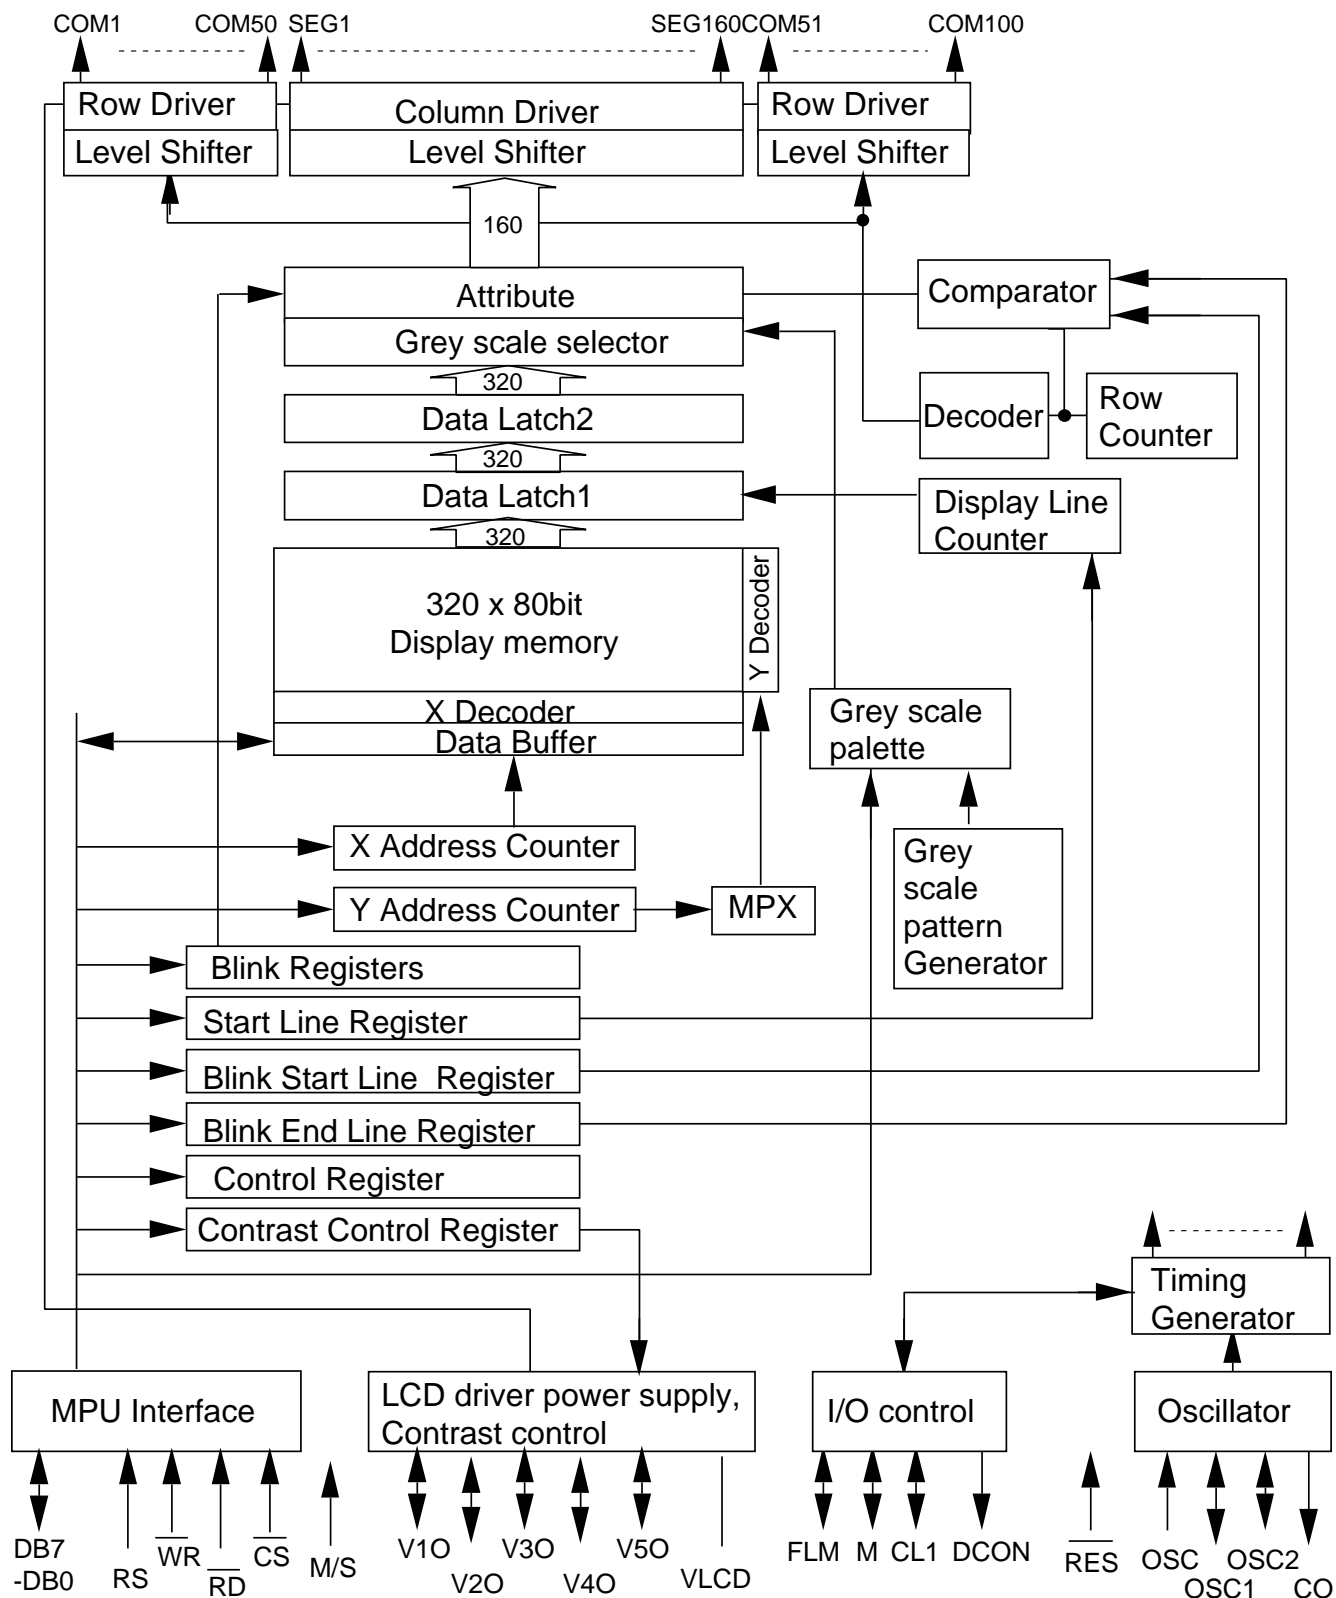 COM1 COM50 SEG1 SEG160COM51 COM100
Row Driver
Column Driver
Row Driver
Level Shifter
Level Shifter
Level Shifter
160
Attribute
Comparator
Grey scale selector
320
Data Latch2
Decoder
Row
Counter
320
Data Latch1
Display Line
Counter
320
320 x 80bit
Display memory
Y Decoder
X Decoder
Data Buffer
Grey scale
palette
X Address Counter
Y Address Counter
MPX
Grey
scale
pattern
Generator
Blink Registers
Start Line Register
Blink Start Line Register
Blink End Line Register
Control Register
Contrast Control Register
Timing
Generator
MPU Interface
LCD driver power supply,
Contrast control
I/O control
Oscillator
DB7
-DB0
RS
WR
RD
CS
M/S
V1O
V2O
V3O
V4O
V5O
VLCD
FLM
M
CL1
DCON
RES
OSC
OSC1
OSC2
CO